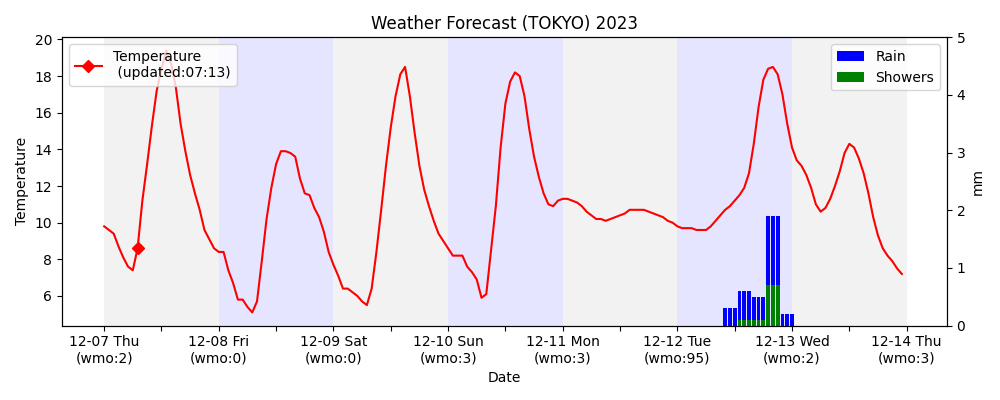 Weather Forecast (TOKYO) 2023
Temperature
(updated:07:13)
Rain
Showers
20
18
16
14
12
10
8
6
Temperature
5
4
3
2
1
0
mm
12-07 Thu 12-08 Fri 12-09 Sat 12-10 Sun 12-11 Mon 12-12 Tue 12-13 Wed 12-14 Thu
(wmo:2) (wmo:0) (wmo:0) (wmo:3) (wmo:3) (wmo:95) (wmo:2) (wmo:3)
Date